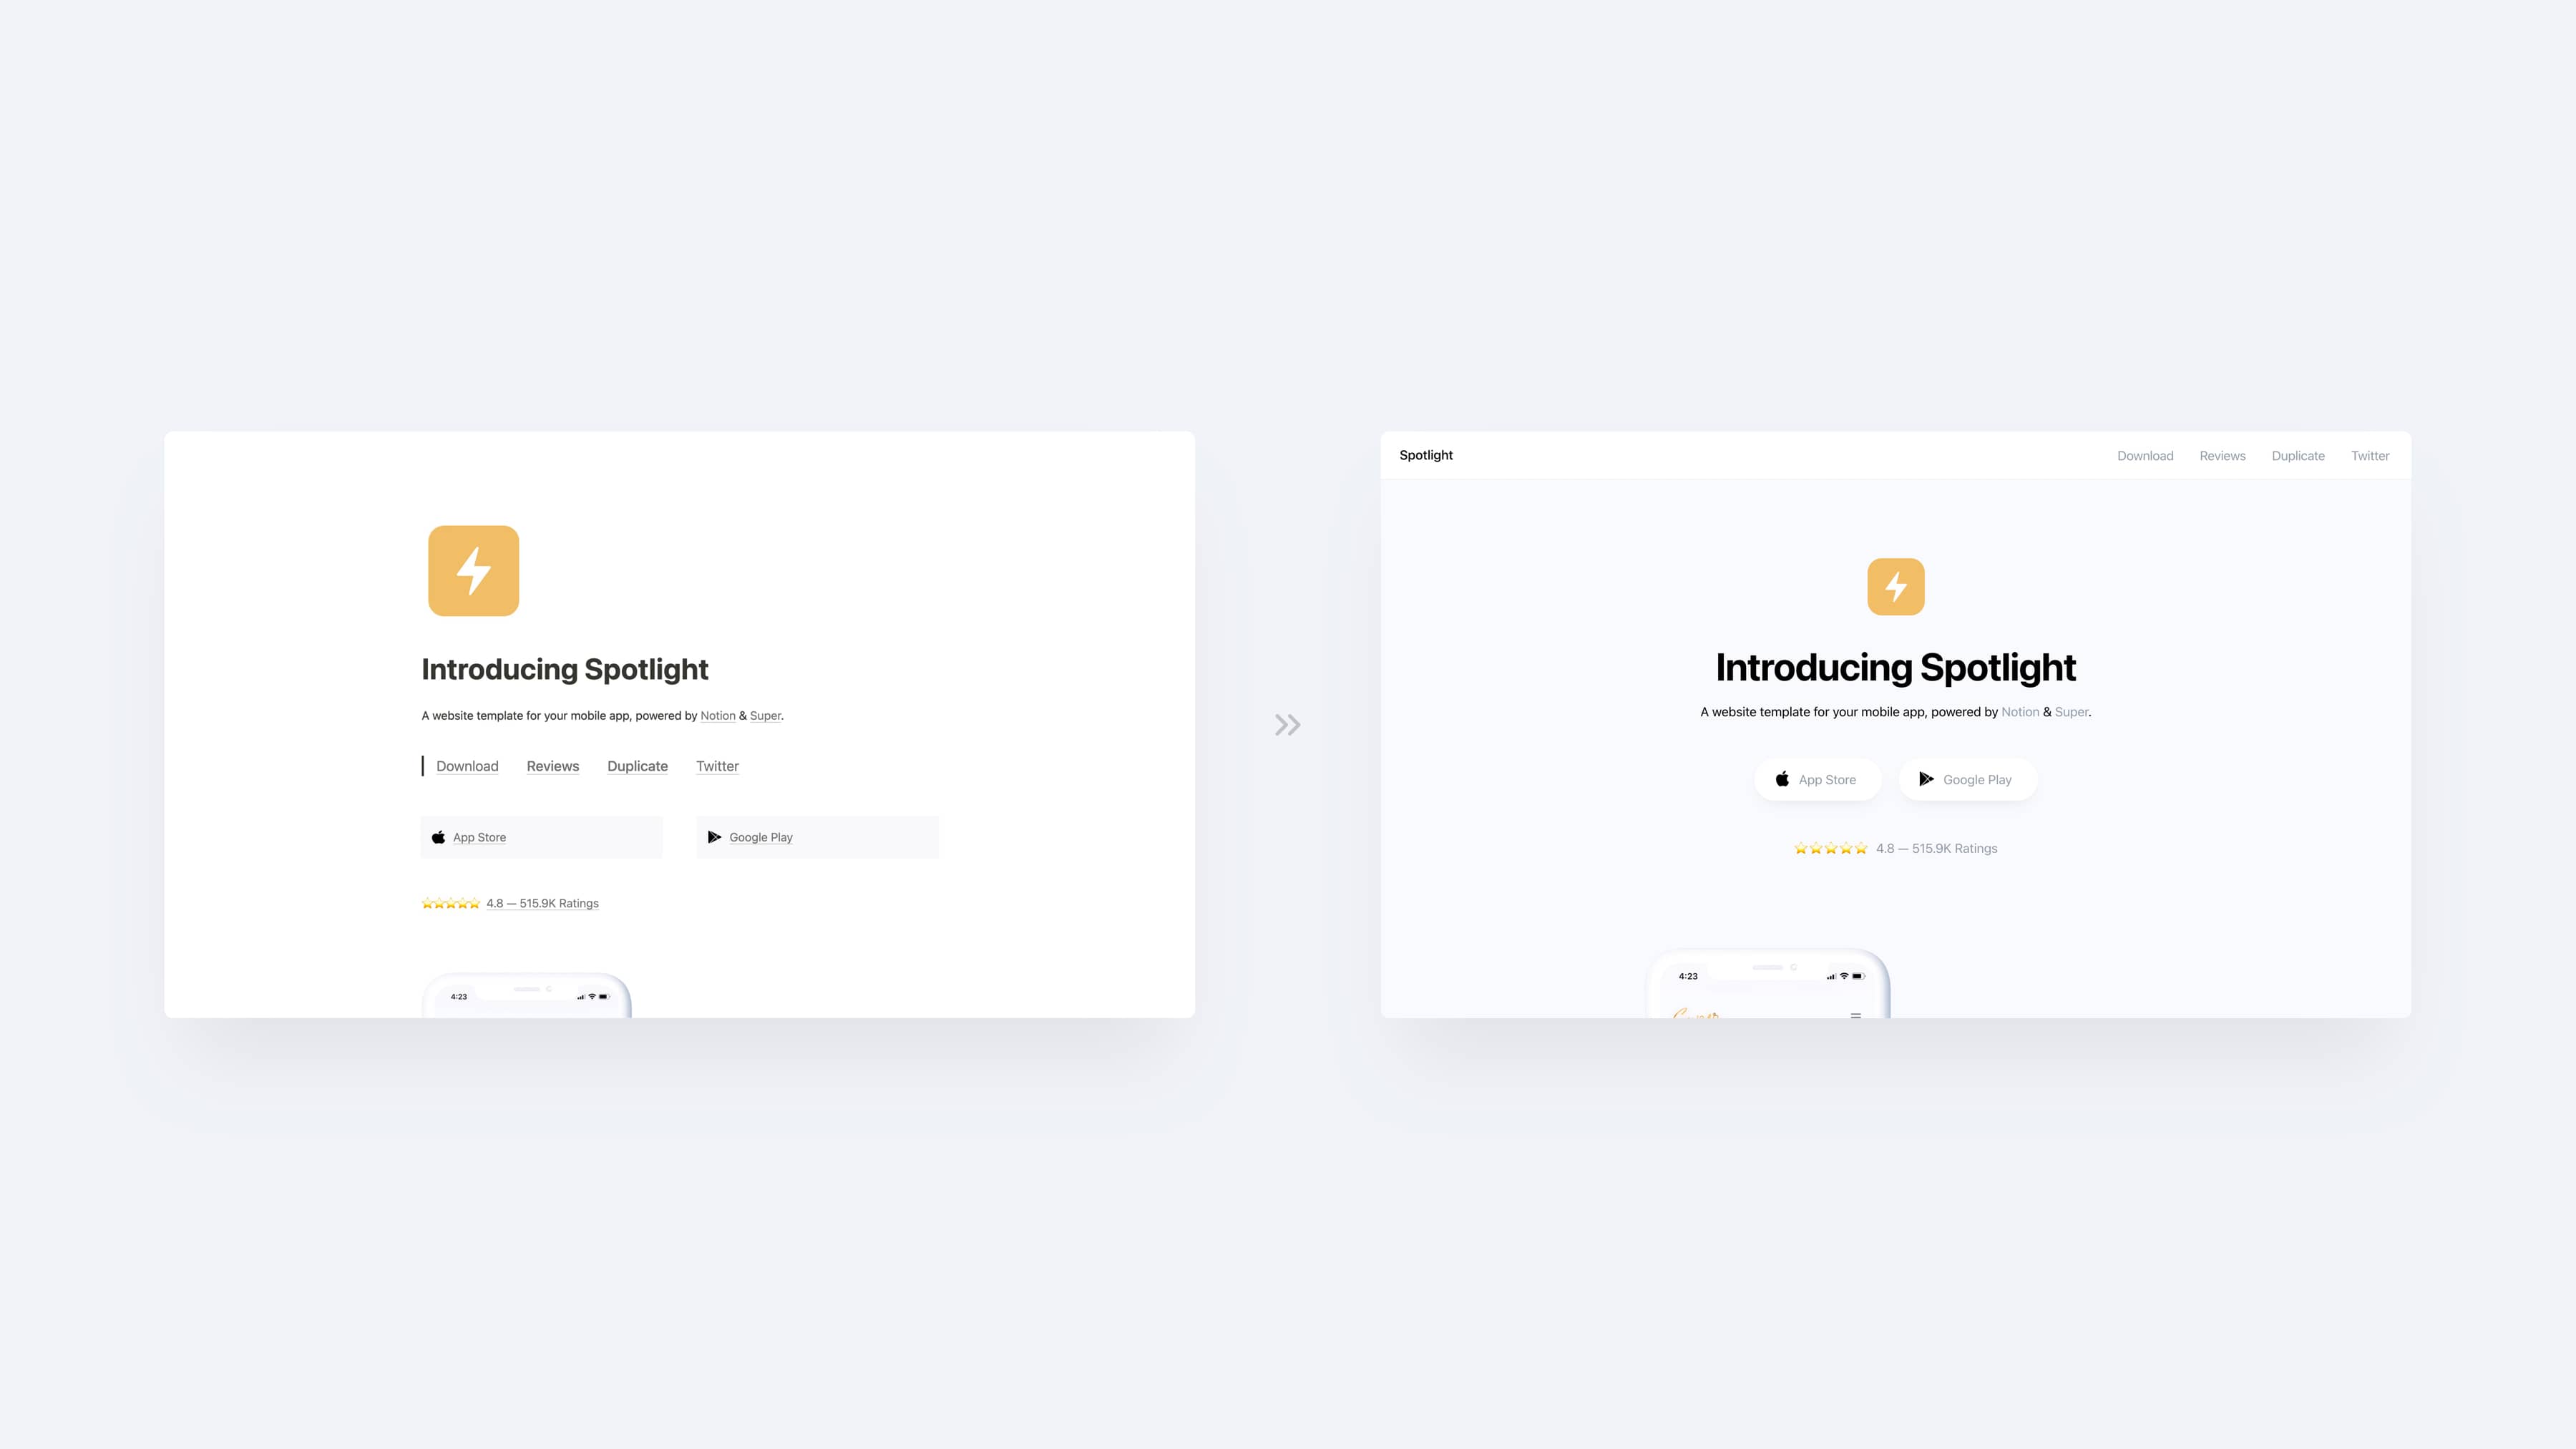 Introducing Spotlight
A website template for your mobile app, powered by Notion & Super.
Download Reviews Duplicate Twitter
App Store Google Play
⭐⭐⭐⭐⭐ 4.8 — 515.9K Ratings
4:23
Spotlight Download Reviews Duplicate Twitter
Introducing Spotlight
A website template for your mobile app, powered by Notion & Super.
App Store Google Play
⭐⭐⭐⭐⭐ 4.8 — 515.9K Ratings
4:23